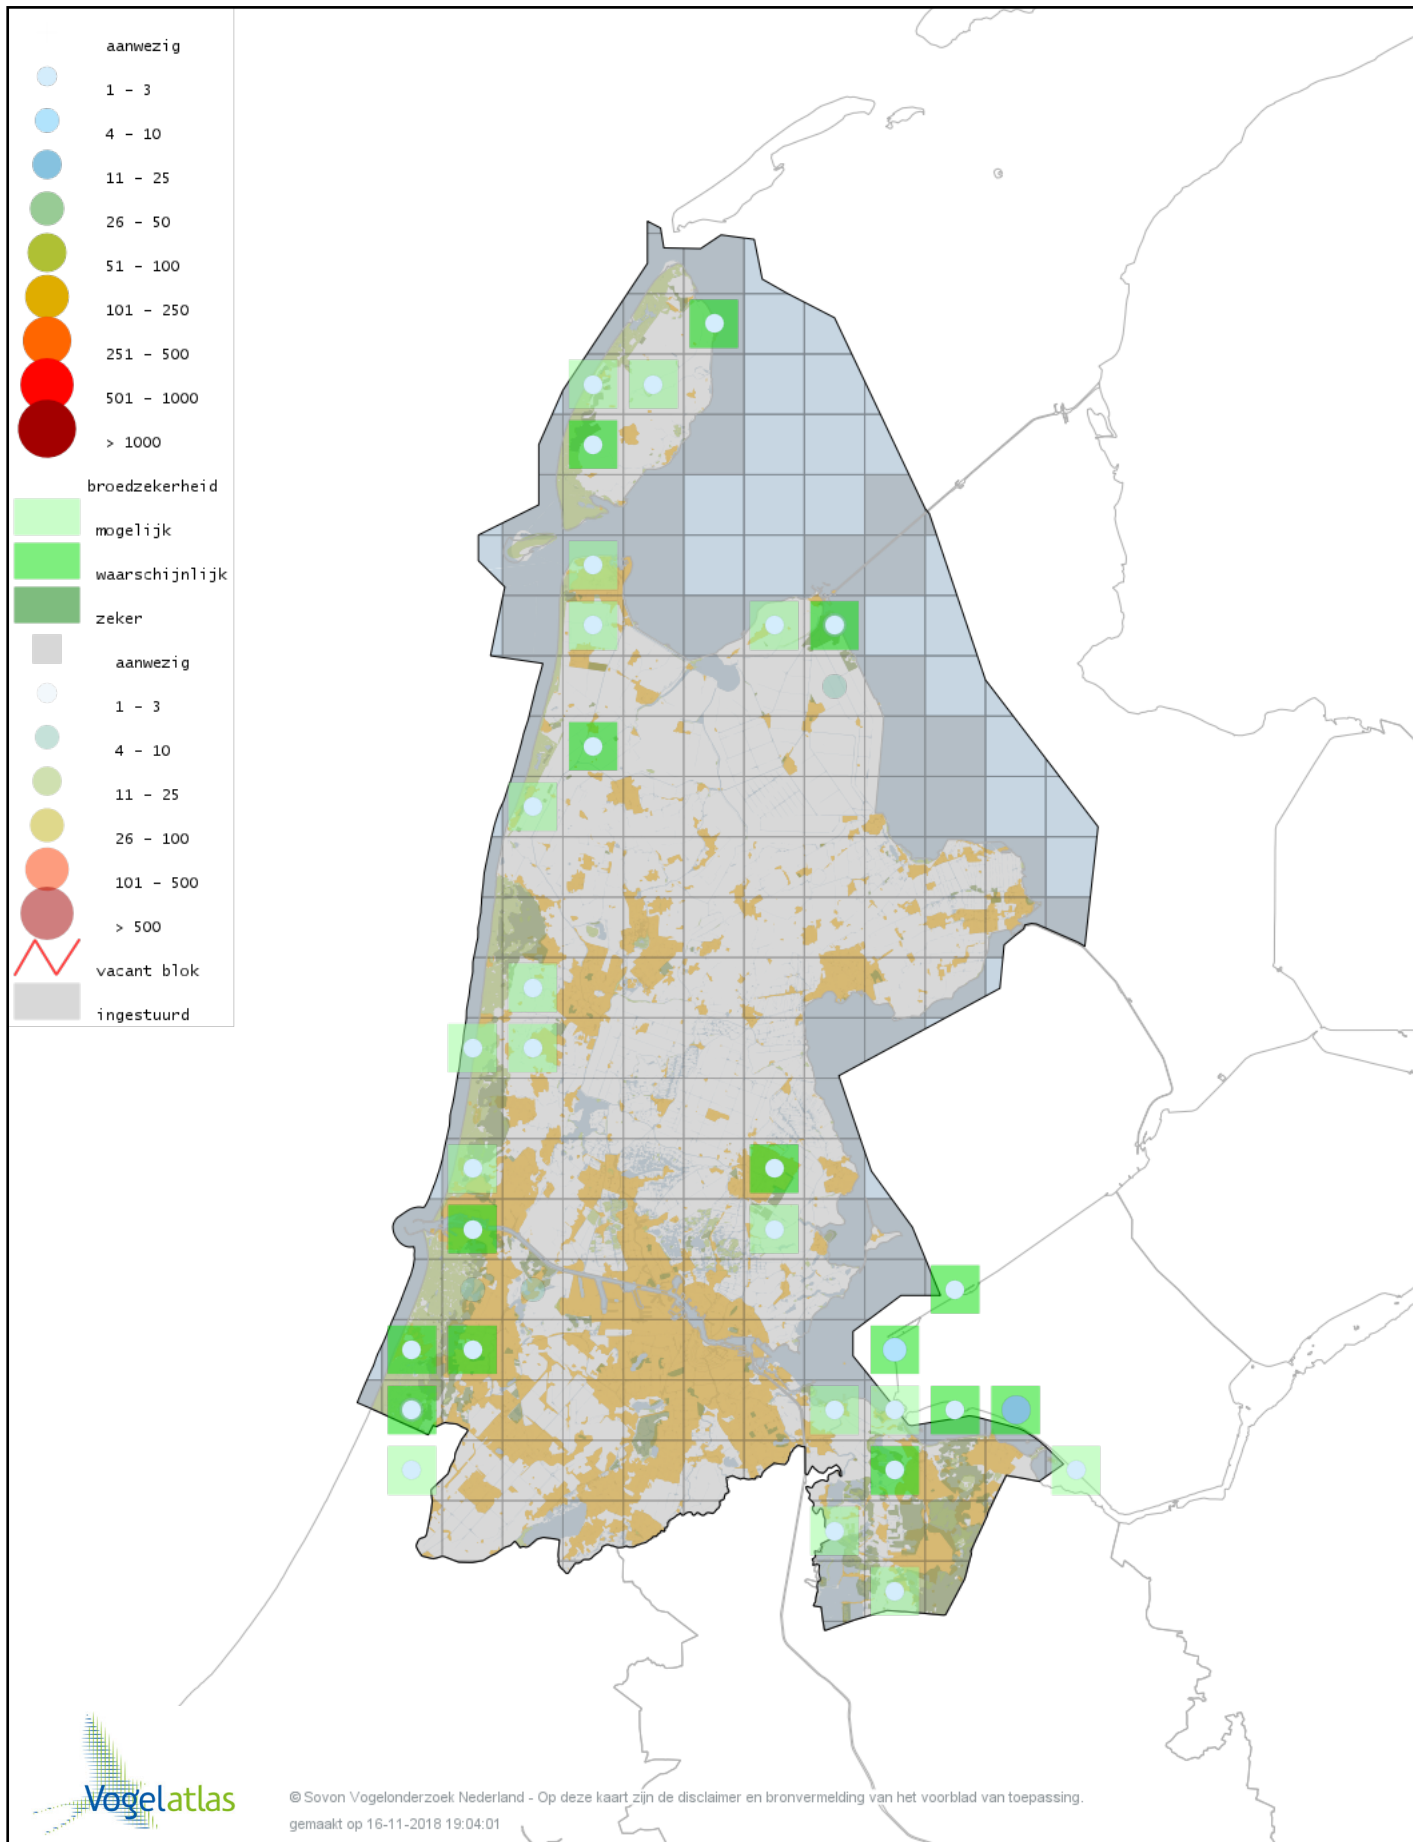 aanwezig
1 - 3
4 - 10
11 - 25
26 - 50
51 - 100
101 - 250
251 - 500
501 - 1000
> 1000
broedzekerheid
mogelijk
waarschijnlijk
zeker
aanwezig
1 - 3
4 - 10
11 - 25
26 - 100
101 - 500
> 500
vacant blok
ingestuurd
Vogelatlas
© Sovon Vogelonderzoek Nederland - Op deze kaart zijn de disclaimer en bronvermelding van het voorblad van toepassing.
gemaakt op 16-11-2018 19:04:01